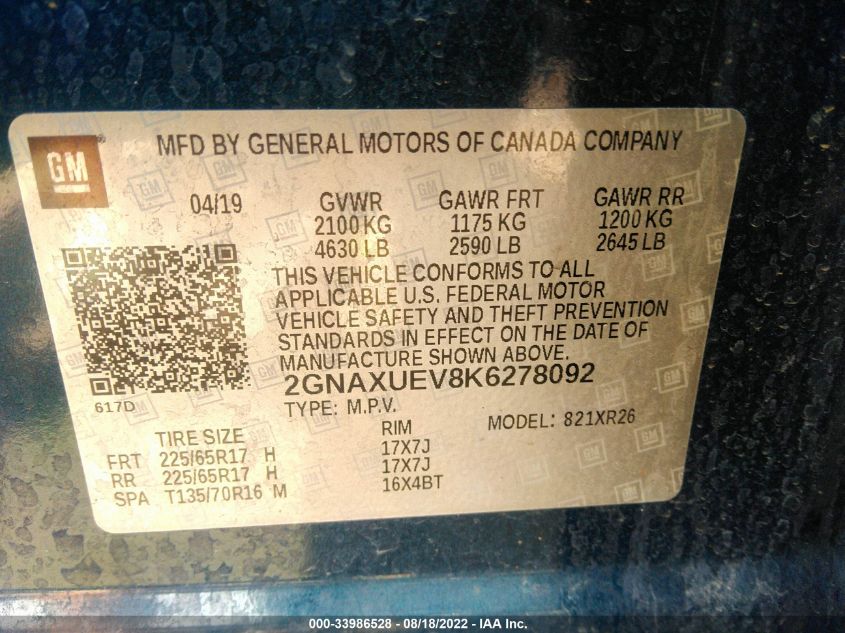 GM
MFD BY GENERAL MOTORS OF CANADA COMPANY
04/19 GVWR GAWR FRT GAWR RR
2100 KG 1175 KG 1200 KG
4630 LB 2590 LB 2645 LB
THIS VEHICLE CONFORMS TO ALL
APPLICABLE U.S. FEDERAL MOTOR
VEHICLE SAFETY AND THEFT PREVENTION
STANDARDS IN EFFECT ON THE DATE OF
MANUFACTURE SHOWN ABOVE.
2GNAXUEV8K6278092
617D
TYPE: M.P.V. MODEL: 821XR26
TIRE SIZE RIM
FRT 225/65R17 H 17X7J
RR 225/65R17 H 17X7J
SPA T135/70R16 M 16X4BT
000-33986528 - 08/18/2022 - IAA Inc.